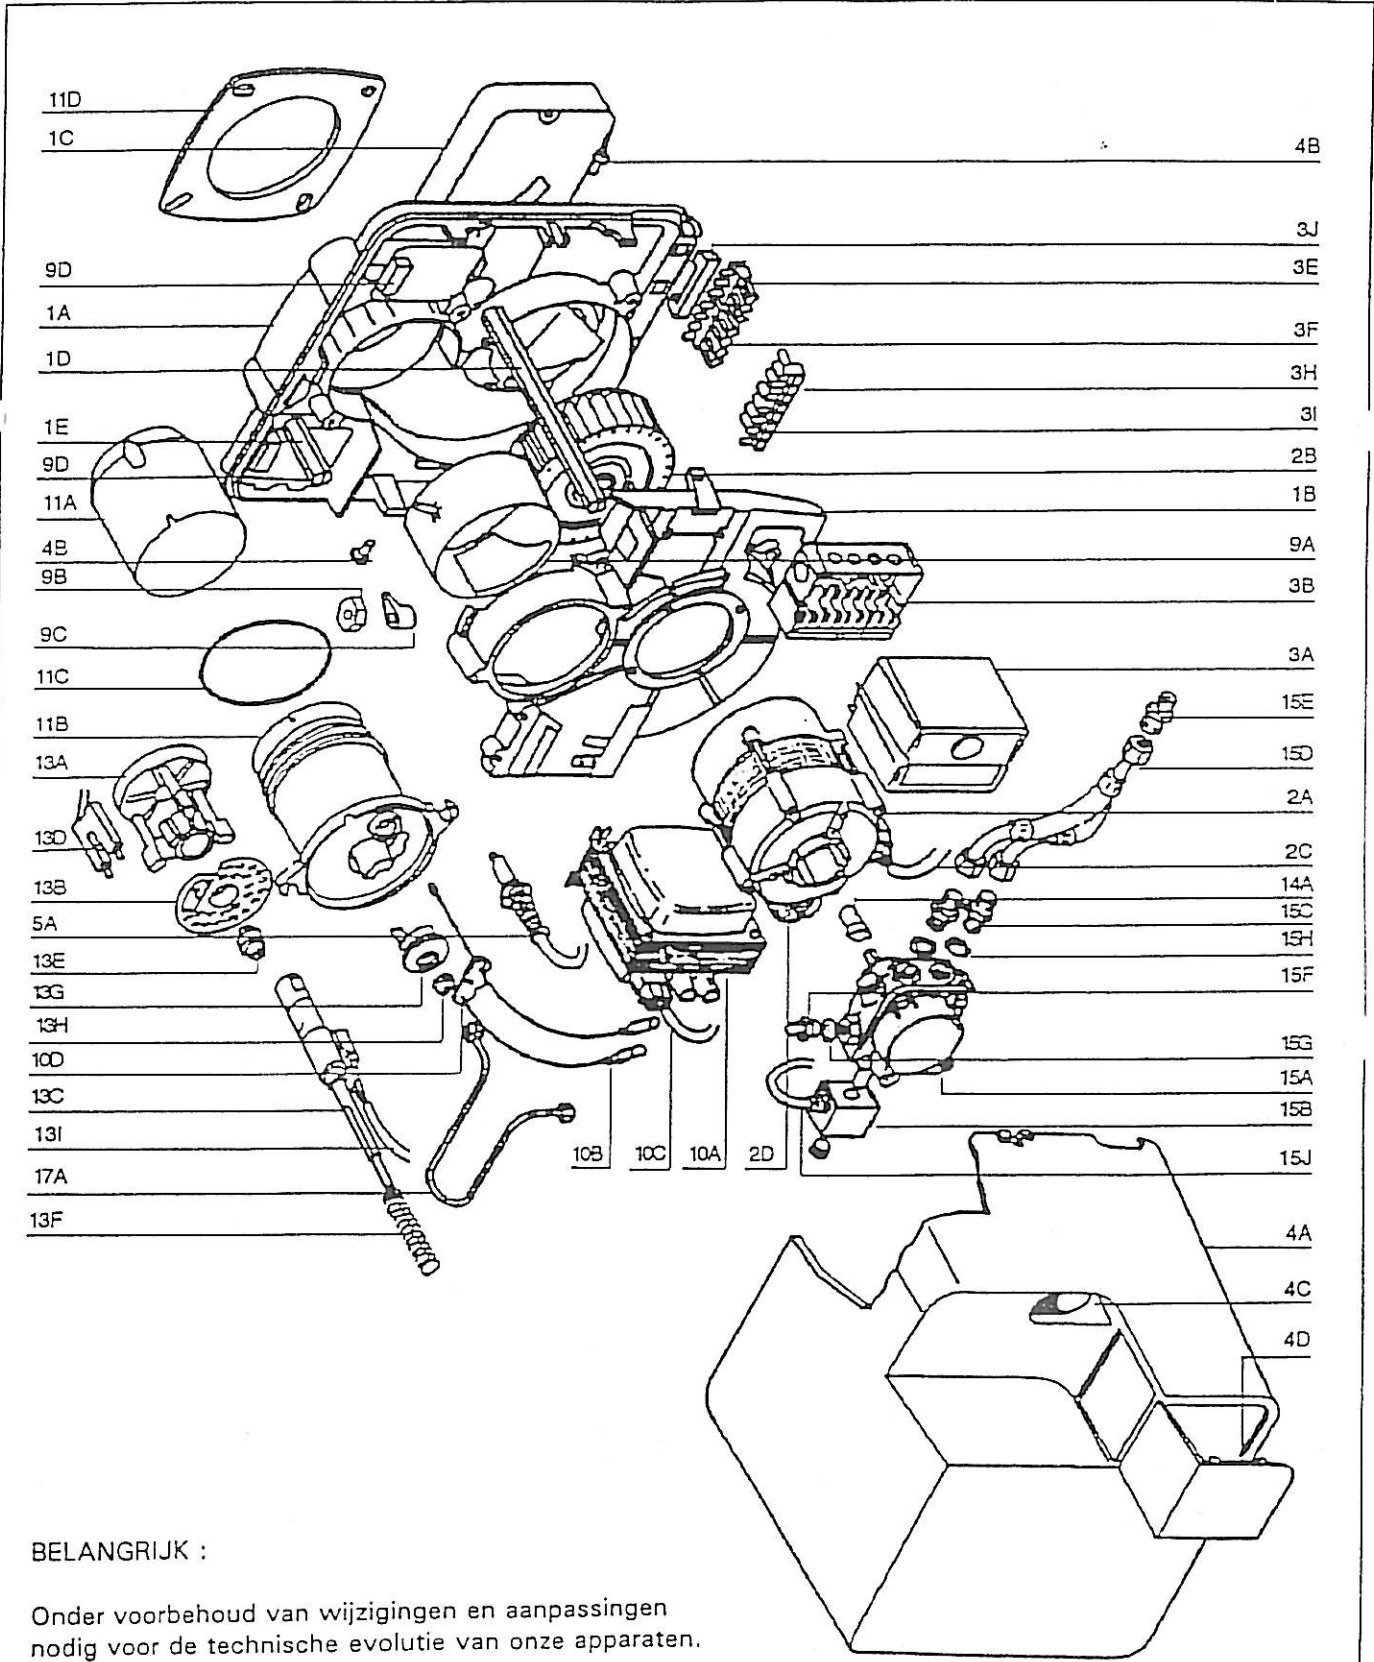 11D
1C
9D
1A
1D
1E
9D
11A
4B
9B
9C
11C
11B
13A
13D
13B
5A
13E
13G
13H
10D
13C
13I
17A
13F
4B
3J
3E
3F
3H
3I
2B
1B
9A
3B
3A
15E
15D
2A
2C
14A
15C
15H
15F
15G
15A
15B
15J
10B 10C 10A 2D
4A
4C
4D
BELANGRIJK :
Onder voorbehoud van wijzigingen en aanpassingen
nodig voor de technische evolutie van onze apparaten.